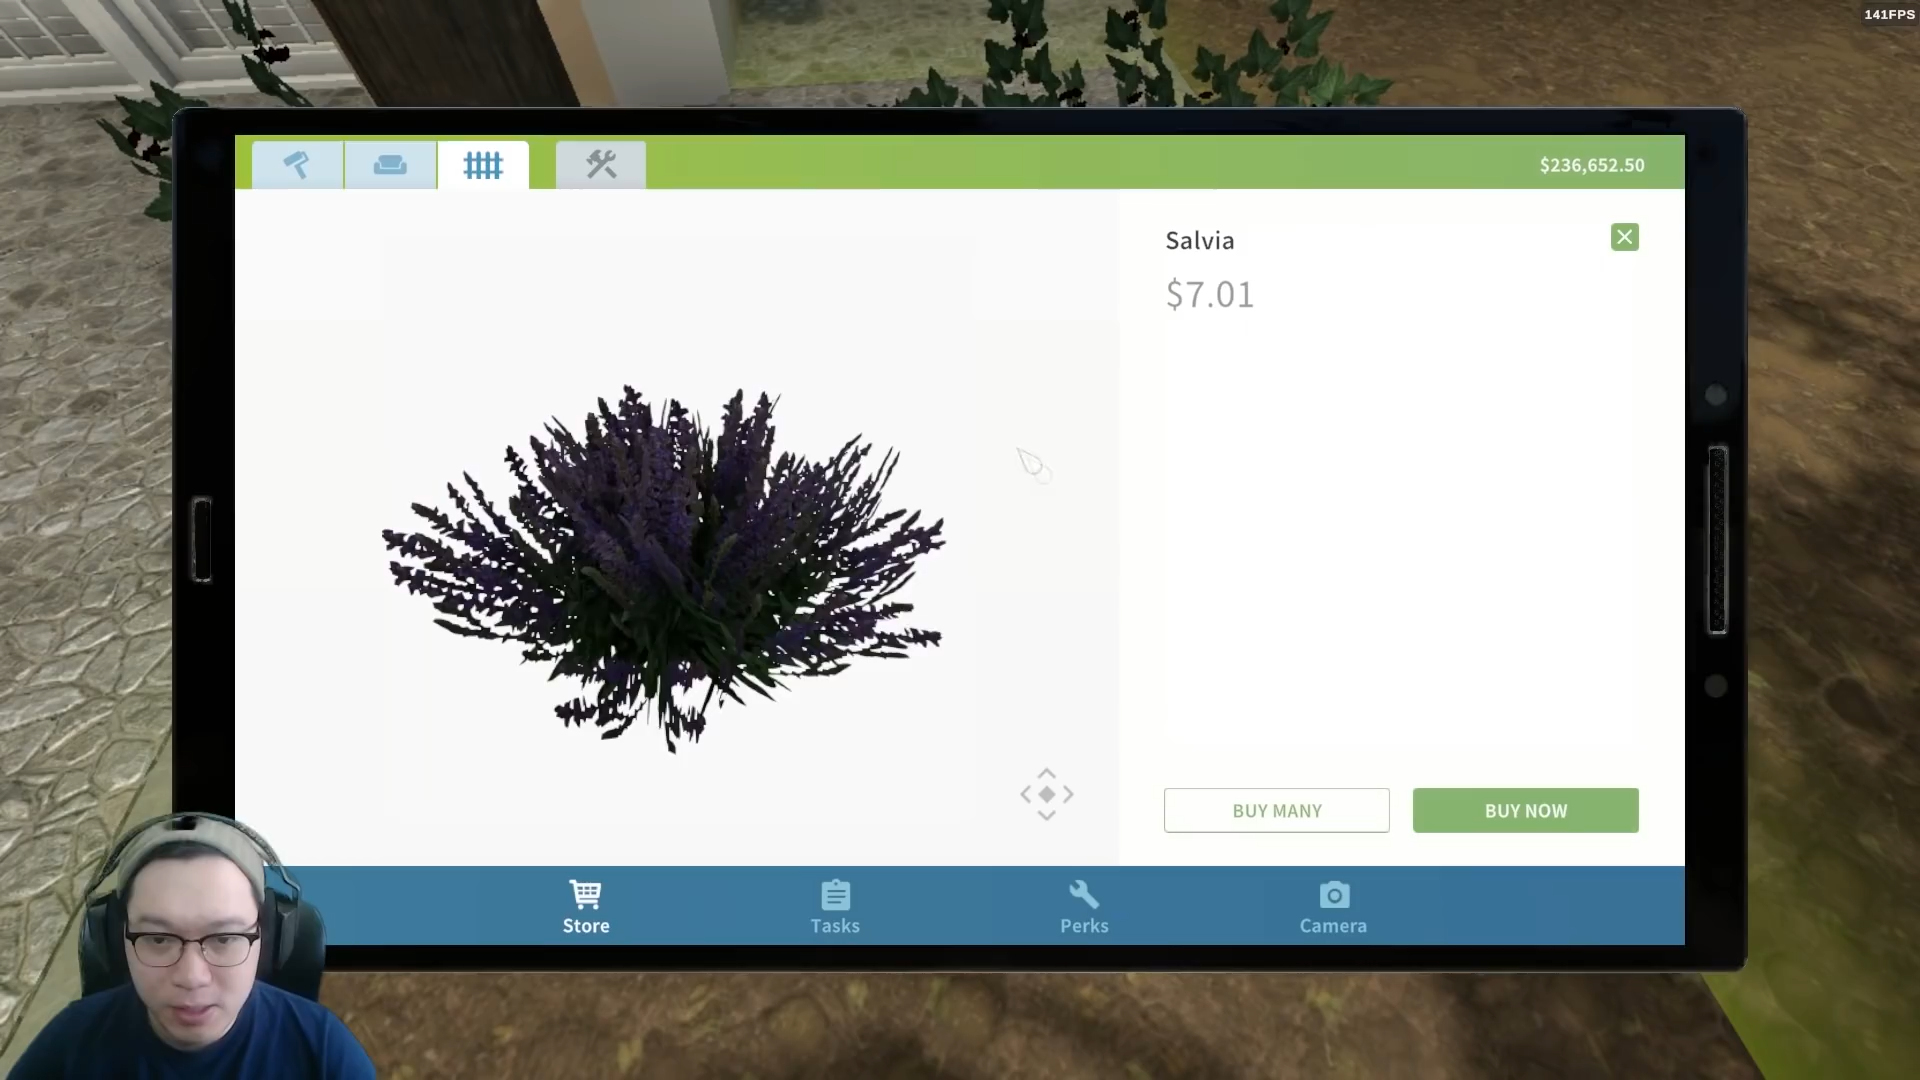 141FPS
$236,652.50
Salvia
$7.01
BUY MANY
BUY NOW
Store
Tasks
Perks
Camera